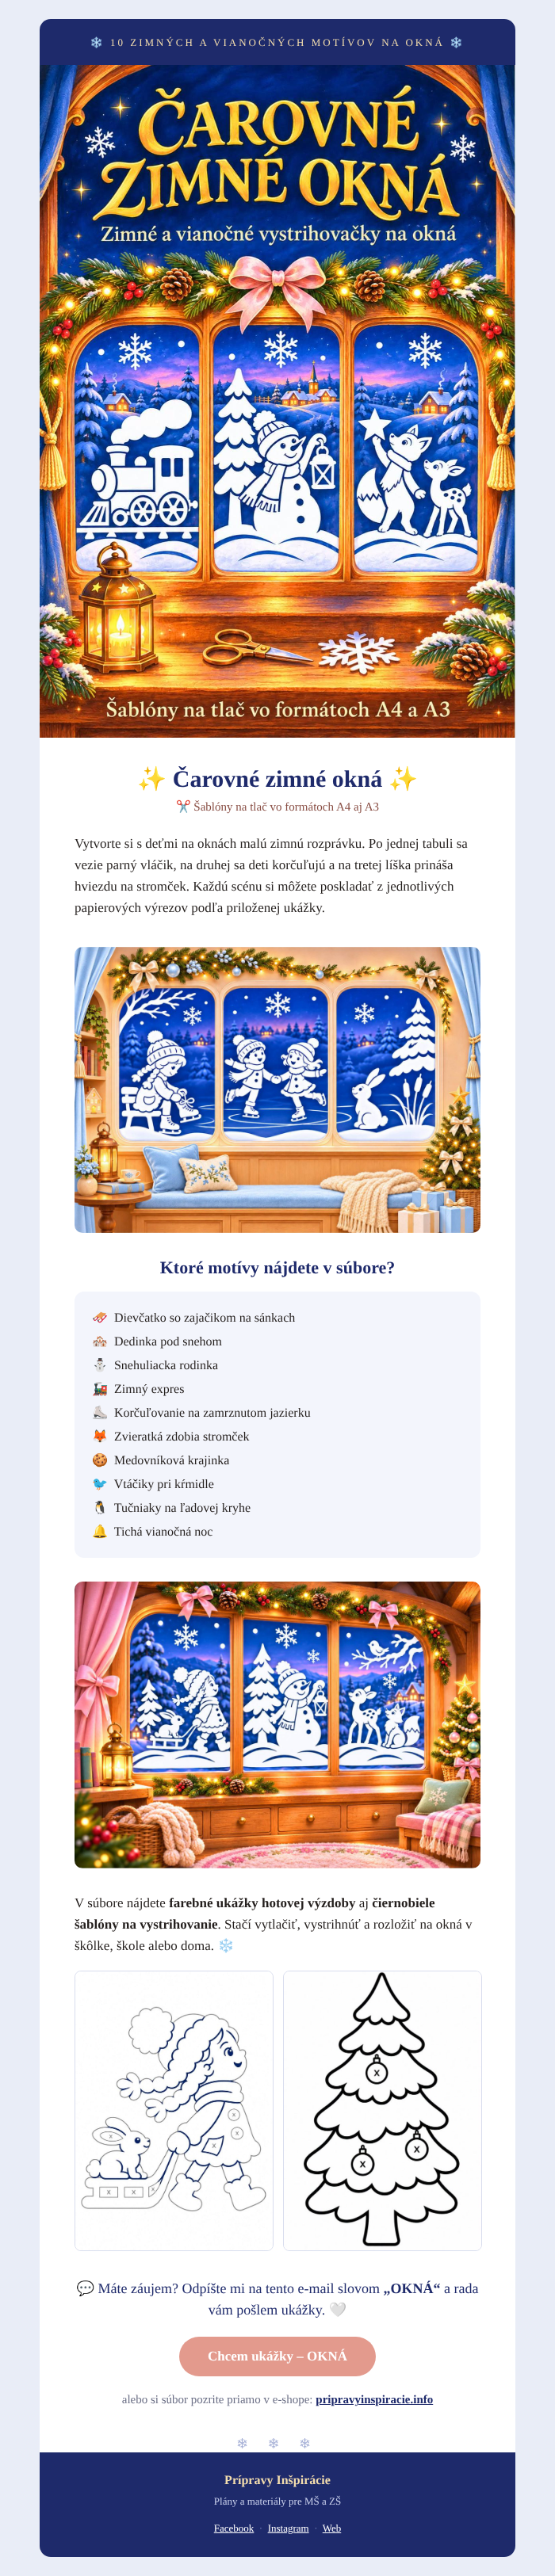 ❄️ 10 ZIMNÝCH A VIANOČNÝCH MOTÍVOV NA OKNÁ ❄️
ČAROVNÉ
ZIMNÉ OKNÁ
Zimné a vianočné vystrihovačky na okná
Šablóny na tlač vo formátoch A4 a A3
✨ Čarovné zimné okná ✨
✂️ Šablóny na tlač vo formátoch A4 aj A3
Vytvorte si s deťmi na oknách malú zimnú rozprávku. Po jednej tabuli sa
vezie parný vláčik, na druhej sa deti korčuľujú a na tretej líška prináša
hviezdu na stromček. Každú scénu si môžete poskladať z jednotlivých
papierových výrezov podľa priloženej ukážky.
Ktoré motívy nájdete v súbore?
🛷 Dievčatko so zajačikom na sánkach
🏘️ Dedinka pod snehom
⛄ Snehuliacka rodinka
🚂 Zimný expres
⛸️ Korčuľovanie na zamrznutom jazierku
🦊 Zvieratká zdobia stromček
🍪 Medovníková krajinka
🐦 Vtáčiky pri kŕmidle
🐧 Tučniaky na ľadovej kryhe
🔔 Tichá vianočná noc
V súbore nájdete farebné ukážky hotovej výzdoby aj čiernobiele
šablóny na vystrihovanie. Stačí vytlačiť, vystrihnúť a rozložiť na okná v
škôlke, škole alebo doma. ❄️
x
x
x
x
x
x x
x
x
x
💬 Máte záujem? Odpíšte mi na tento e-mail slovom „OKNÁ“ a rada
vám pošlem ukážky. 🤍
Chcem ukážky – OKNÁ
alebo si súbor pozrite priamo v e-shope: pripravyinspiracie.info
❄ ❄ ❄
Prípravy Inšpirácie
Plány a materiály pre MŠ a ZŠ
Facebook · Instagram · Web